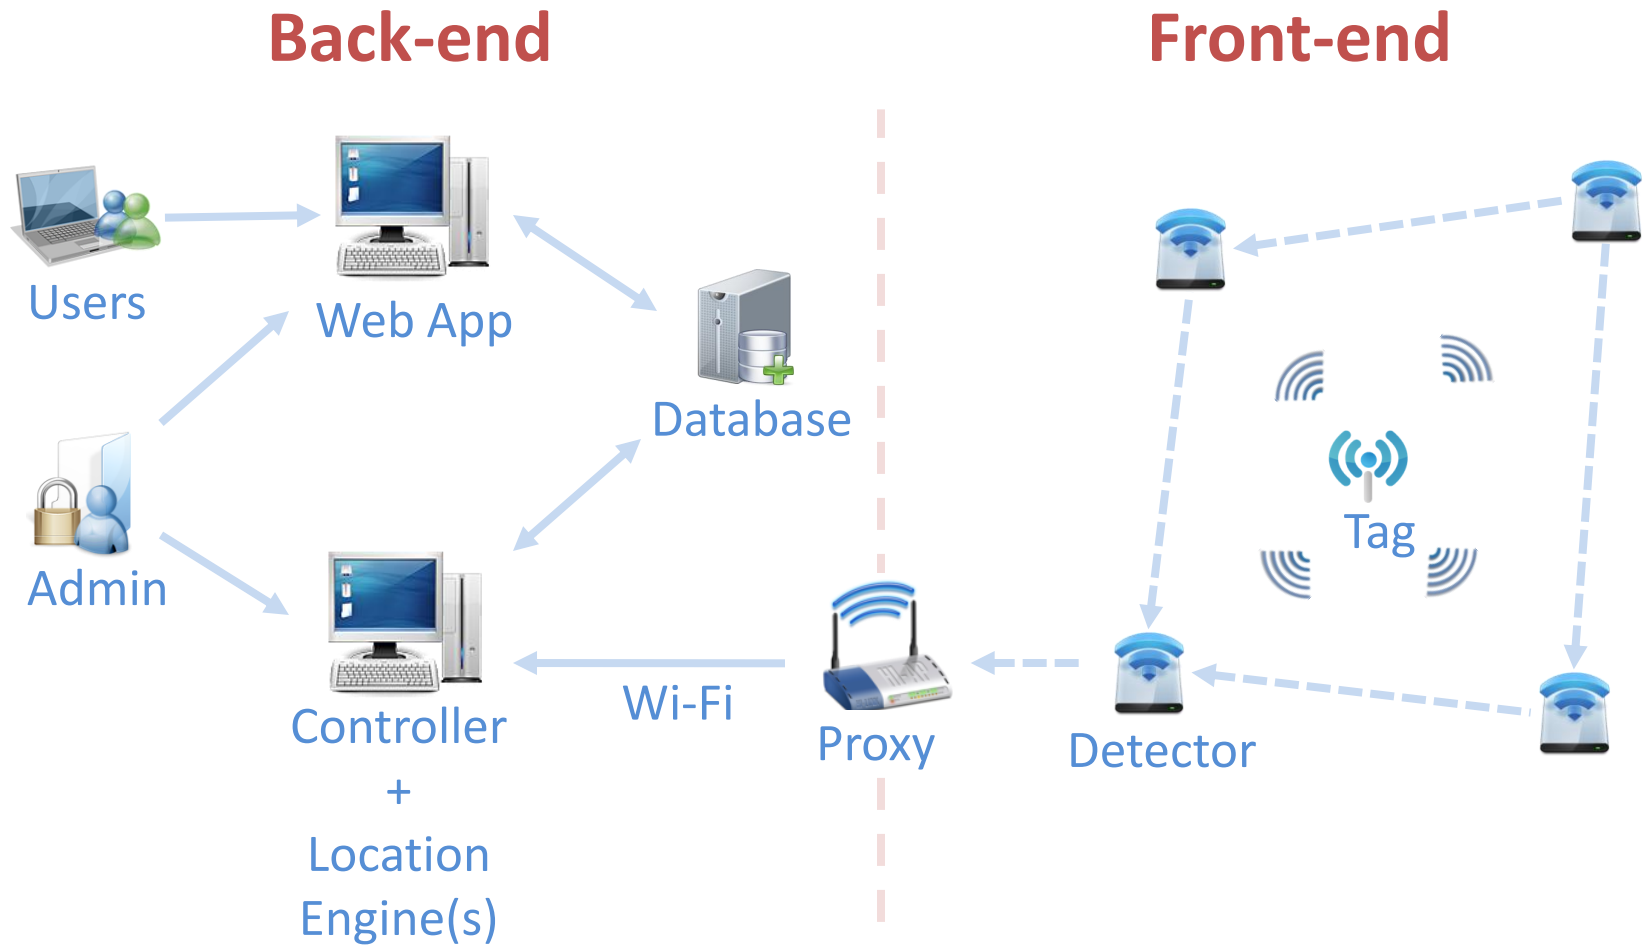 Back-end
Front-end
Users
Web App
Database
Tag
Admin
Controller
+
Location
Engine(s)
Wi-Fi
Proxy
Detector